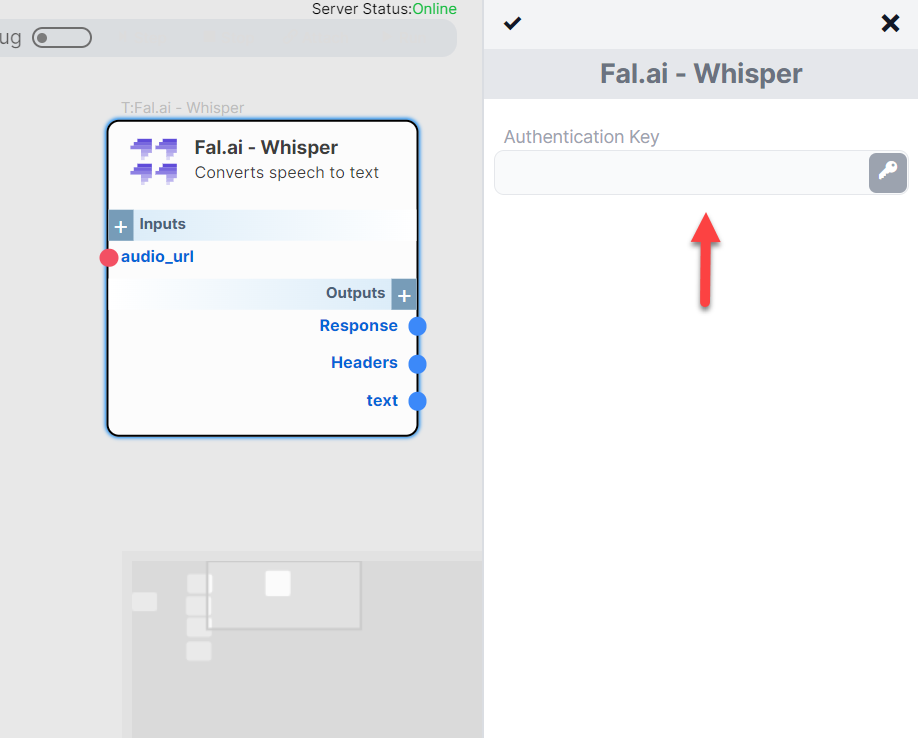 Server Status:Online
ug
T:Fal.ai - Whisper
Fal.ai - Whisper
Converts speech to text
Inputs
audio_url
Outputs
Response
Headers
text
Fal.ai - Whisper
Authentication Key